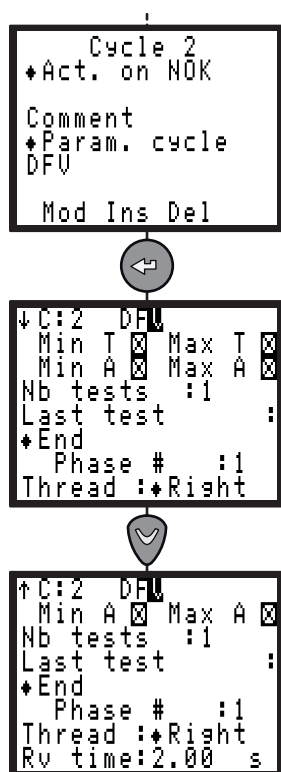 Cycle 2
♦Act. on NOK
Comment
♦Param. cycle
DFV
Mod Ins Del
↓C:2 DFV
Min T ☒ Max T ☒
Min A ☒ Max A ☒
Nb tests :1
Last test :
♦End
Phase # :1
Thread :♦Right
↑C:2 DFV
Min A ☒ Max A ☒
Nb tests :1
Last test :
♦End
Phase # :1
Thread :♦Right
Rv time:2.00 s